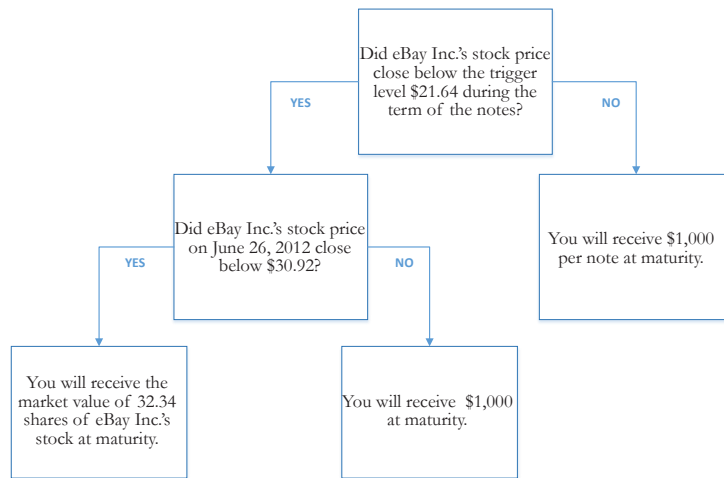 Did eBay Inc.'s stock price
close below the trigger
level $21.64 during the
term of the notes?
YES
NO
Did eBay Inc.'s stock price
on June 26, 2012 close
below $30.92?
You will receive $1,000
per note at maturity.
YES
NO
You will receive the
market value of 32.34
shares of eBay Inc.'s
stock at maturity.
You will receive  $1,000
at maturity.